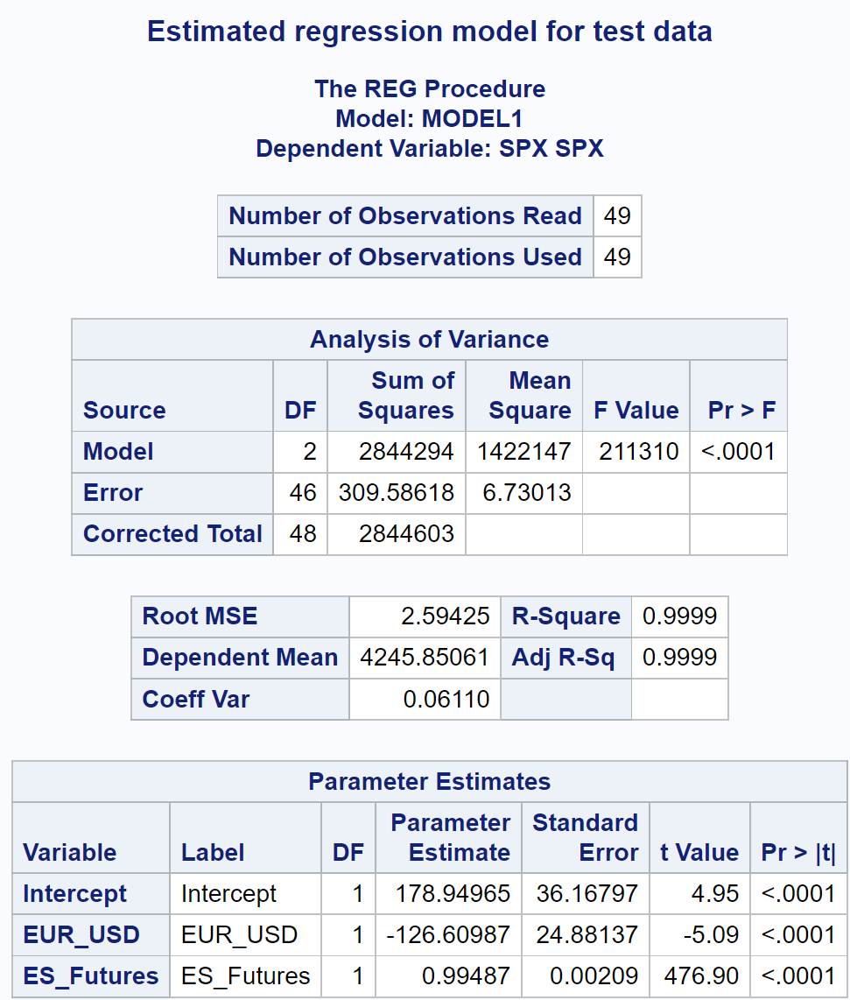 Estimated regression model for test data
The REG Procedure
Model: MODEL1
Dependent Variable: SPX SPX
Number of Observations Read 49
Number of Observations Used 49
Analysis of Variance
Source DF Sum of Squares Mean Square F Value Pr > F
Model 2 2844294 1422147 211310 <.0001
Error 46 309.58618 6.73013
Corrected Total 48 2844603
Root MSE 2.59425 R-Square 0.9999
Dependent Mean 4245.85061 Adj R-Sq 0.9999
Coeff Var 0.06110
Parameter Estimates
Variable Label DF Parameter Estimate Standard Error t Value Pr > |t|
Intercept Intercept 1 178.94965 36.16797 4.95 <.0001
EUR_USD EUR_USD 1 -126.60987 24.88137 -5.09 <.0001
ES_Futures ES_Futures 1 0.99487 0.00209 476.90 <.0001